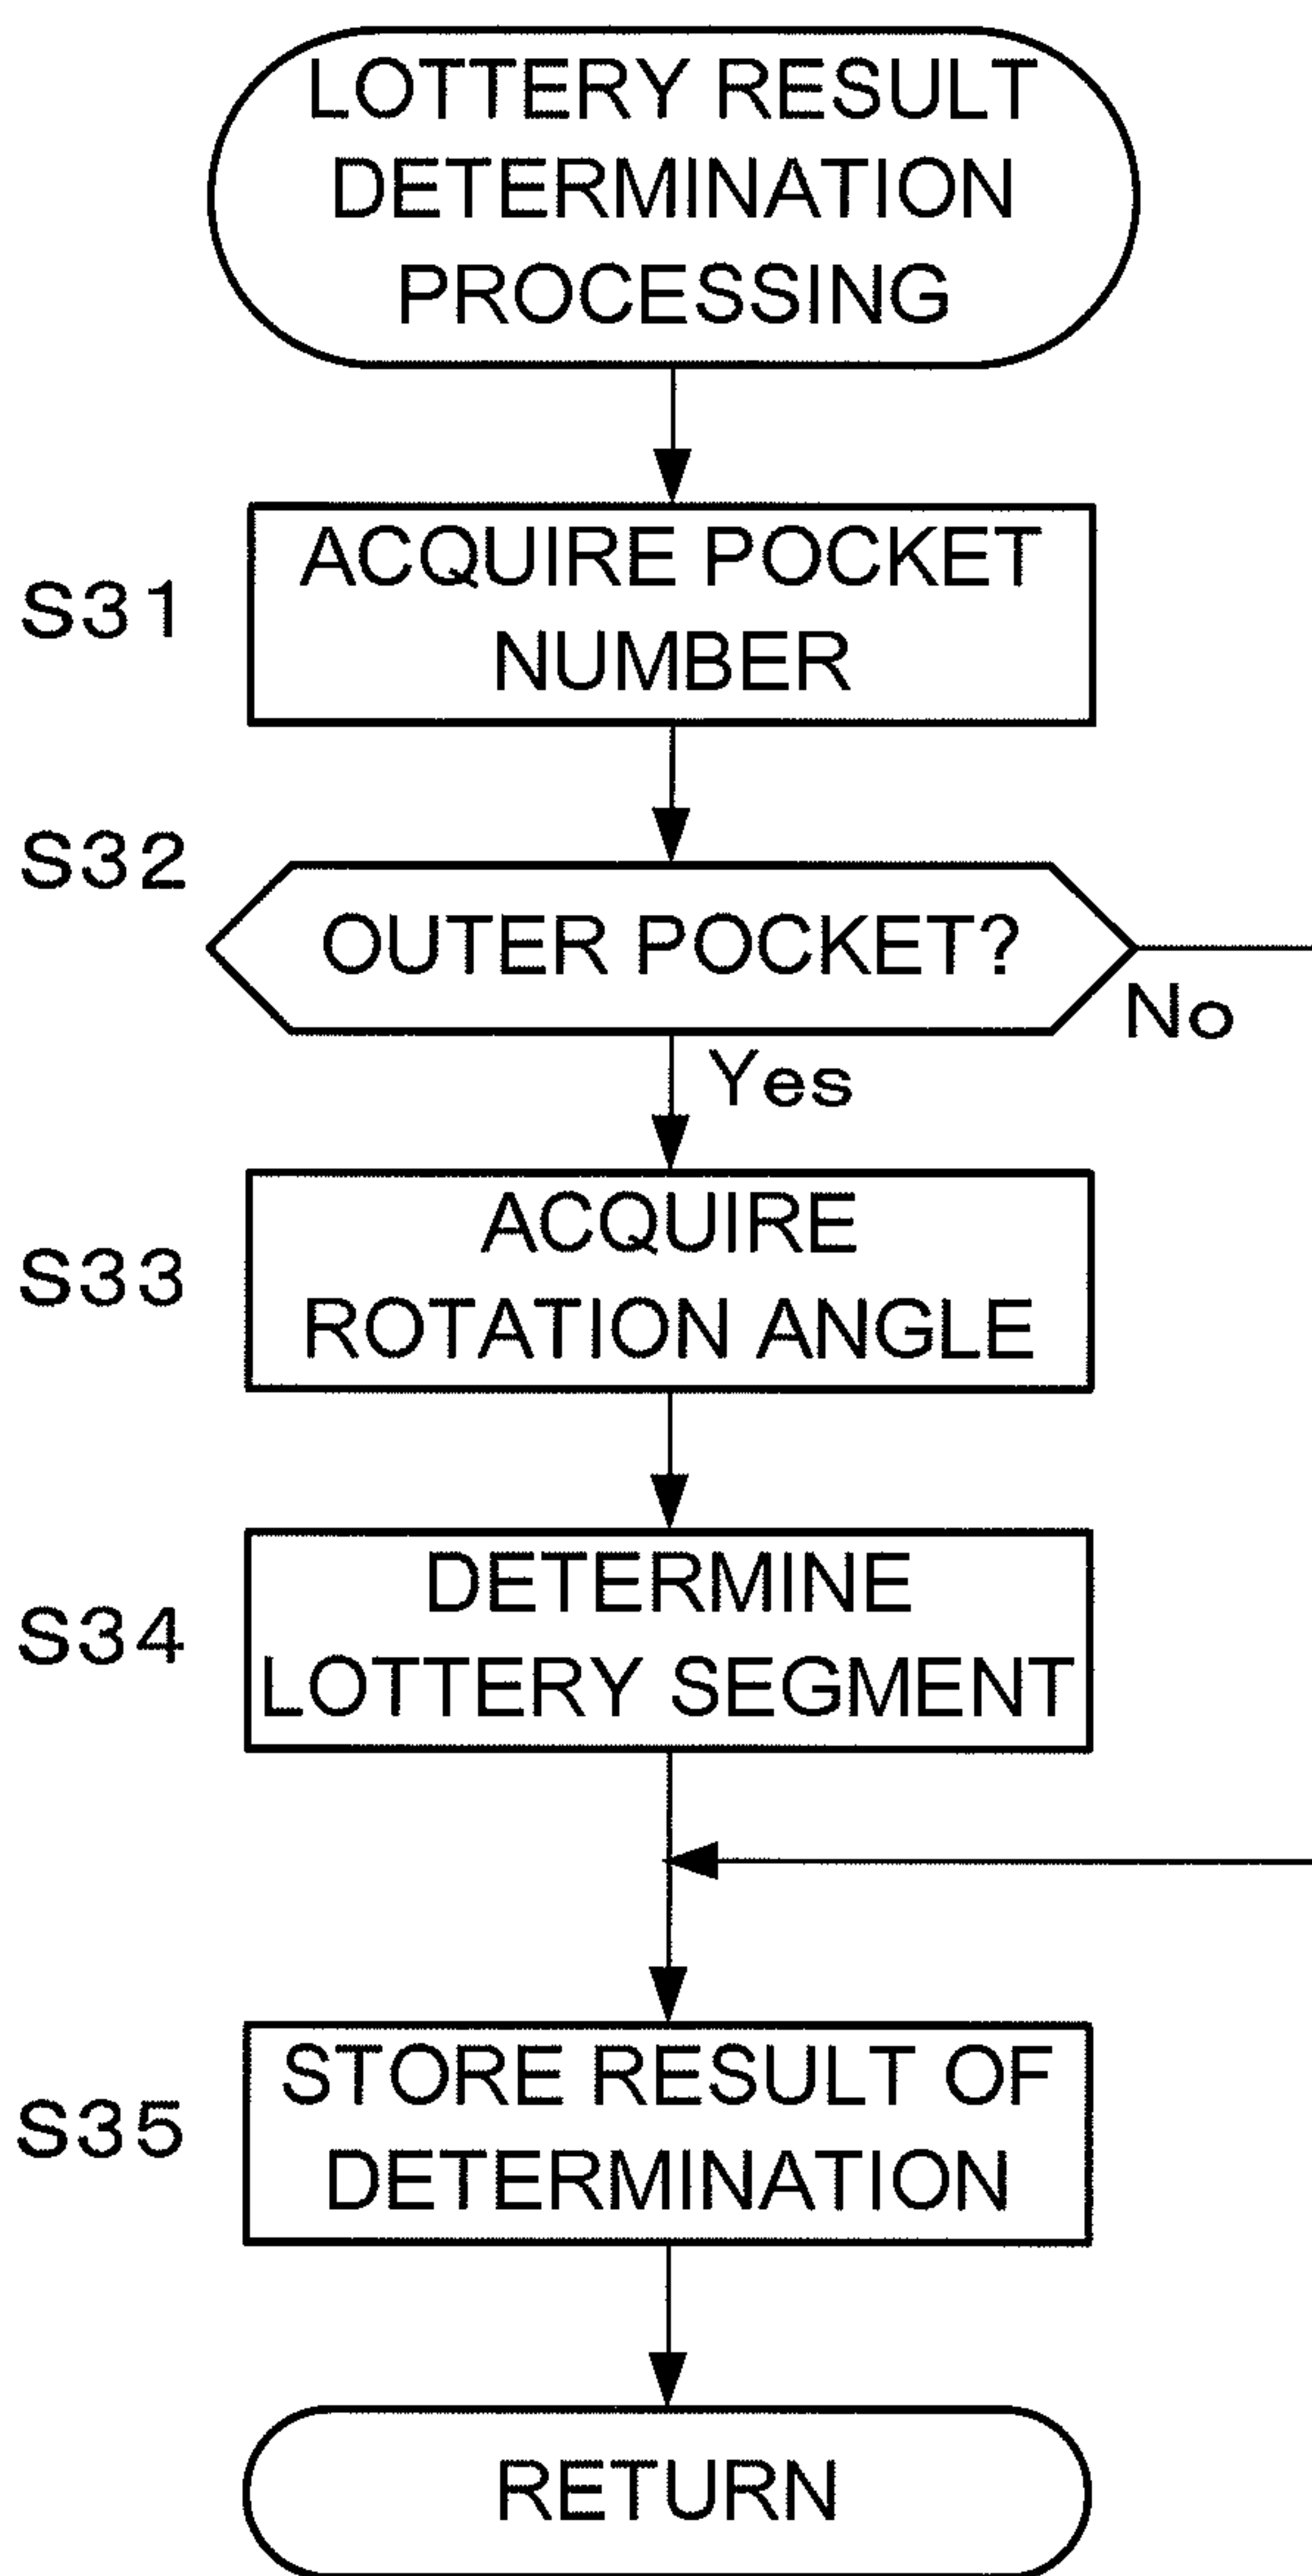 LOTTERY RESULT
DETERMINATION
PROCESSING
S31
ACQUIRE POCKET
NUMBER
S32
OUTER POCKET?
No
Yes
S33
ACQUIRE
ROTATION ANGLE
S34
DETERMINE
LOTTERY SEGMENT
S35
STORE RESULT OF
DETERMINATION
RETURN